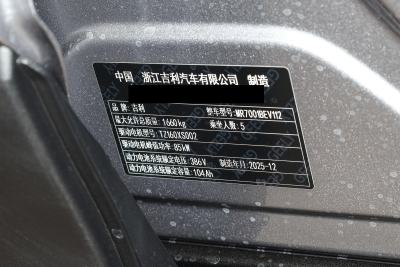 中国 浙江吉利汽车有限公司 制造
品牌:吉利 整车型号:MR7001BEV112
最大允许总质量:1660kg 乘坐人数:5
驱动电机型号:TZ160XS002
驱动电机峰值功率:85kW
动力电池系统额定电压:386V 制造年月:2025-12
动力电池系统额定容量:104Ah